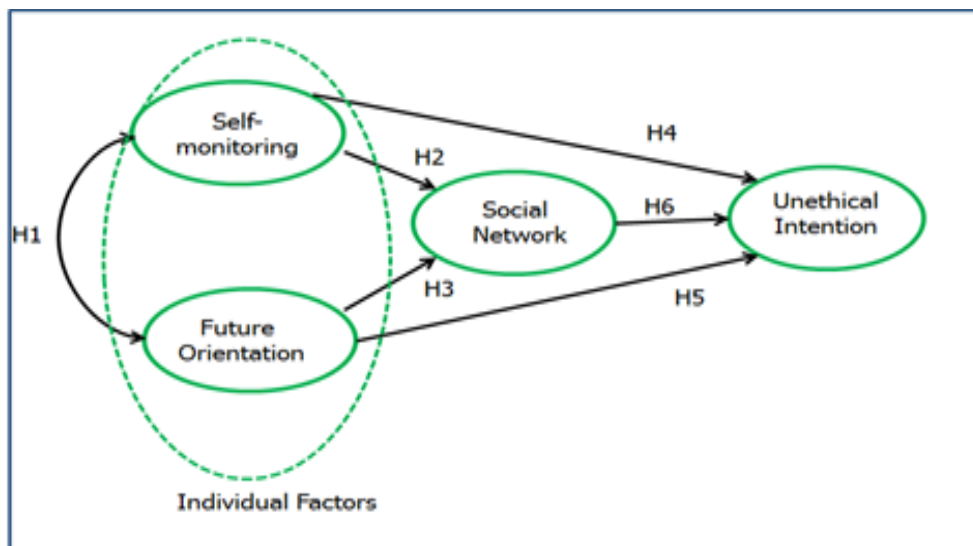 Self-
monitoring
H4
H2
Unethical
Intention
Social
Network
H6
H1
H3
H5
Future
Orientation
Individual Factors